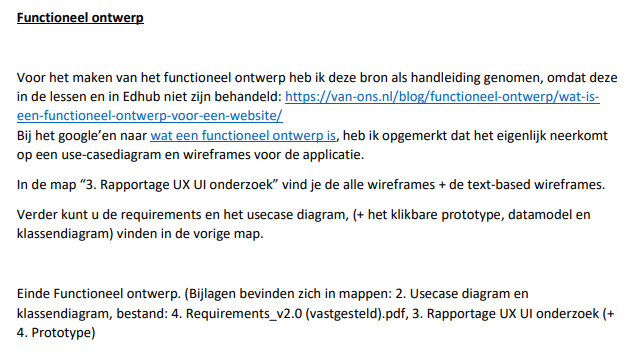 Functioneel ontwerp
Voor het maken van het functioneel ontwerp heb ik deze bron als handleiding genomen, omdat deze
in de lessen en in Edhub niet zijn behandeld: https://van-ons.nl/blog/functioneel-ontwerp/wat-is-
een-functioneel-ontwerp-voor-een-website/
Bij het google’en naar wat een functioneel ontwerp is, heb ik opgemerkt dat het eigenlijk neerkomt
op een use-casediagram en wireframes voor de applicatie.
In de map “3. Rapportage UX UI onderzoek” vind je de alle wireframes + de text-based wireframes.
Verder kunt u de requirements en het usecase diagram, (+ het klikbare prototype, datamodel en
klassendiagram) vinden in de vorige map.
Einde Functioneel ontwerp. (Bijlagen bevinden zich in mappen: 2. Usecase diagram en
klassendiagram, bestand: 4. Requirements_v2.0 (vastgesteld).pdf, 3. Rapportage UX UI onderzoek (+
4. Prototype)